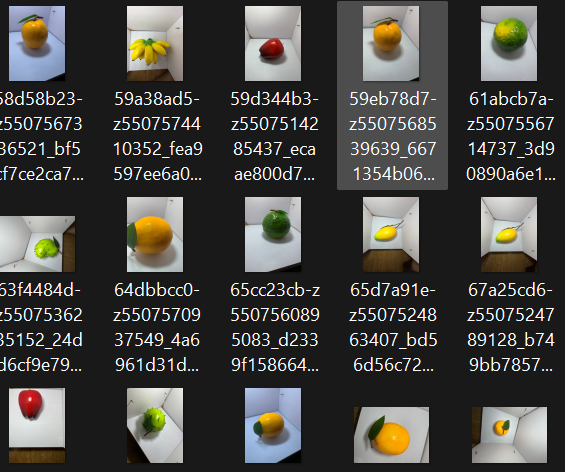 58d58b23-
z55075673
36521_bf5
cf7ce2ca7...
59a38ad5-
z55075744
10352_fea9
597ee6a0...
59d344b3-
z55075142
85437_eca
ae800d7...
59eb78d7-
z55075685
39639_667
1354b06...
61abcb7a-
z55075567
14737_3d9
0890a6e1...
63f4484d-
z55075362
35152_24d
d6cf9e79...
64dbbcc0-
z55075709
37549_4a6
961d31d...
65cc23cb-z
550756089
5083_d233
9f158664...
65d7a91e-
z55075248
63407_bd5
6d56c72...
67a25cd6-
z55075247
89128_b74
9bb7857...